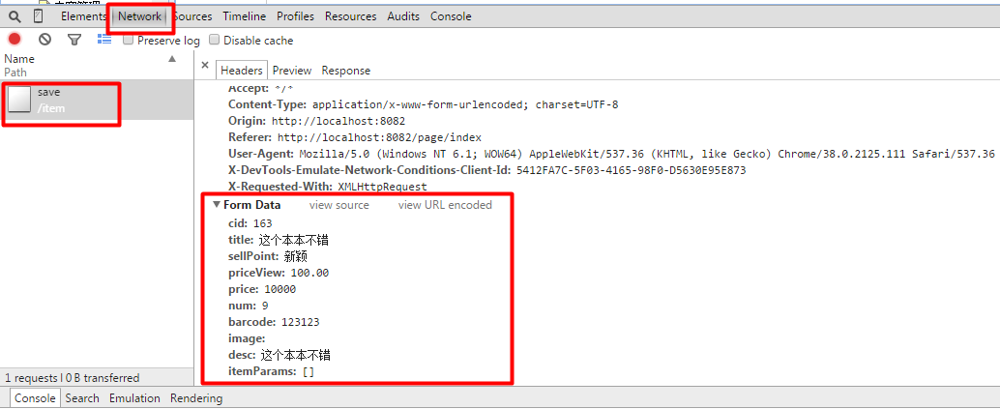 Elements Network Sources Timeline Profiles Resources Audits Console
Preserve log Disable cache
Name
Path
save
/item
× Headers Preview Response
Accept: */*
Content-Type: application/x-www-form-urlencoded; charset=UTF-8
Origin: http://localhost:8082
Referer: http://localhost:8082/page/index
User-Agent: Mozilla/5.0 (Windows NT 6.1; WOW64) AppleWebKit/537.36 (KHTML, like Gecko) Chrome/38.0.2125.111 Safari/537.36
X-DevTools-Emulate-Network-Conditions-Client-Id: 5412FA7C-5F03-4165-98F0-D5630E95E873
X-Requested-With: XMLHttpRequest
Form Data view source view URL encoded
cid: 163
title: 这个本本不错
sellPoint: 新颖
priceView: 100.00
price: 10000
num: 9
barcode: 123123
image:
desc: 这个本本不错
itemParams: []
1 requests | 0 B transferred
Console Search Emulation Rendering